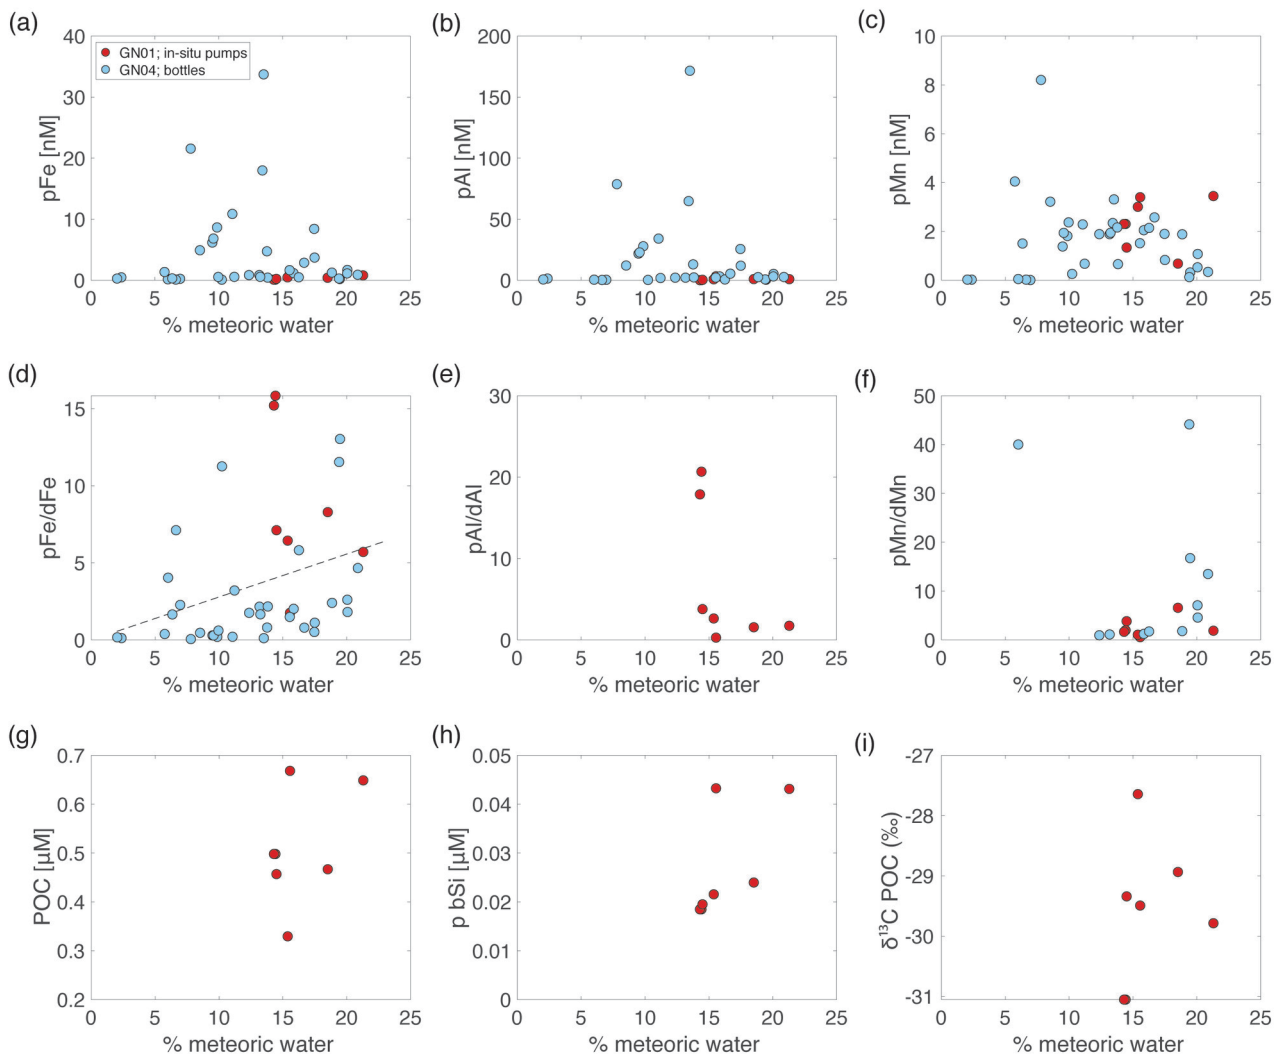 (a)
40
30
20
10
0
pFe [nM]
GN01; in-situ pumps
GN04; bottles
0 5 10 15 20 25
% meteoric water
(b)
200
150
100
50
0
pAl [nM]
0 5 10 15 20 25
% meteoric water
(c)
10
8
6
4
2
0
pMn [nM]
0 5 10 15 20 25
% meteoric water
(d)
15
10
5
0
pFe/dFe
0 5 10 15 20 25
% meteoric water
(e)
30
20
10
0
pAl/dAl
0 5 10 15 20 25
% meteoric water
(f)
50
40
30
20
10
0
pMn/dMn
0 5 10 15 20 25
% meteoric water
(g)
0.7
0.6
0.5
0.4
0.3
0.2
POC [µM]
0 5 10 15 20 25
% meteoric water
(h)
0.05
0.04
0.03
0.02
0.01
0
p bSi [µM]
0 5 10 15 20 25
% meteoric water
(i)
-27
-28
-29
-30
-31
δ¹³C POC (‰)
0 5 10 15 20 25
% meteoric water